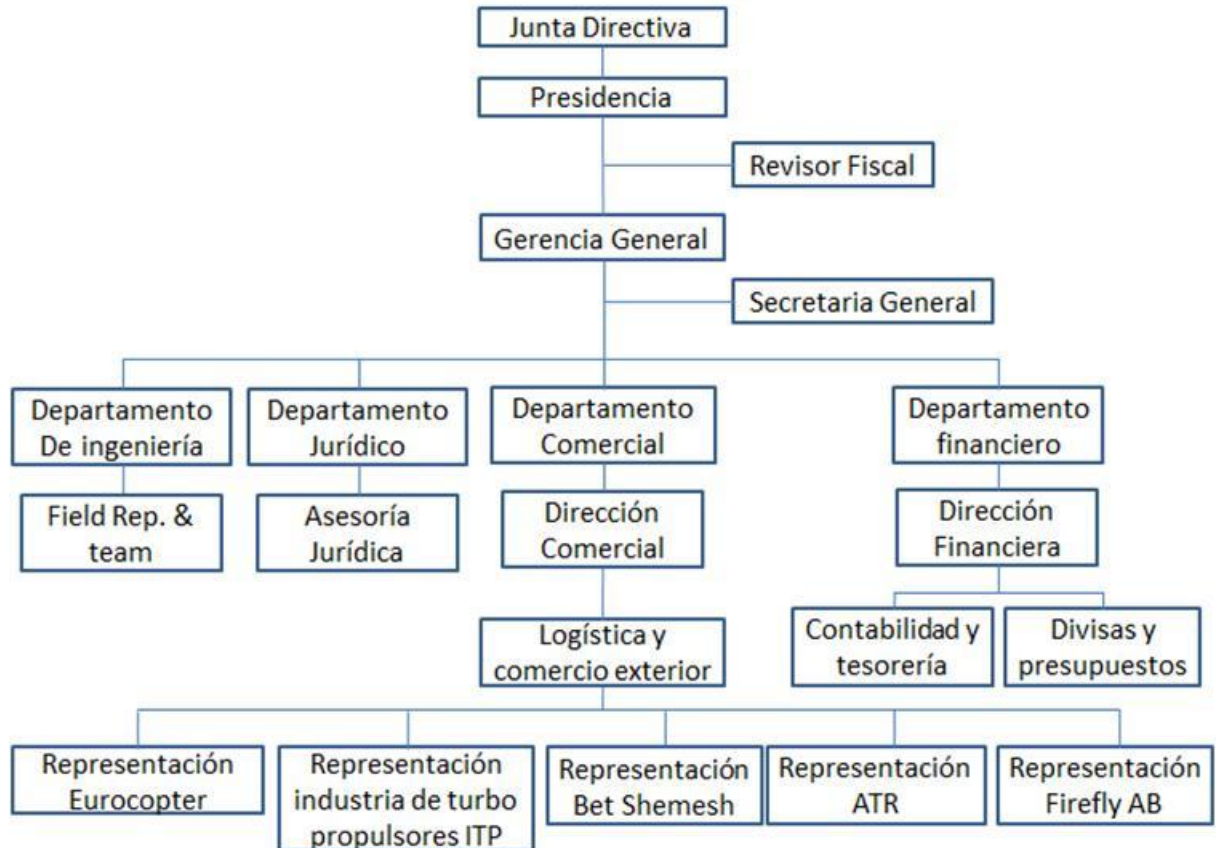 Junta Directiva
Presidencia
Revisor Fiscal
Gerencia General
Secretaria General
Departamento
De ingeniería
Departamento
Jurídico
Departamento
Comercial
Departamento
financiero
Field Rep. &
team
Asesoría
Jurídica
Dirección
Comercial
Dirección
Financiera
Logística y
comercio exterior
Contabilidad y
tesorería
Divisas y
presupuestos
Representación
Eurocopter
Representación
industria de turbo
propulsores ITP
Representación
Bet Shemesh
Representación
ATR
Representación
Firefly AB